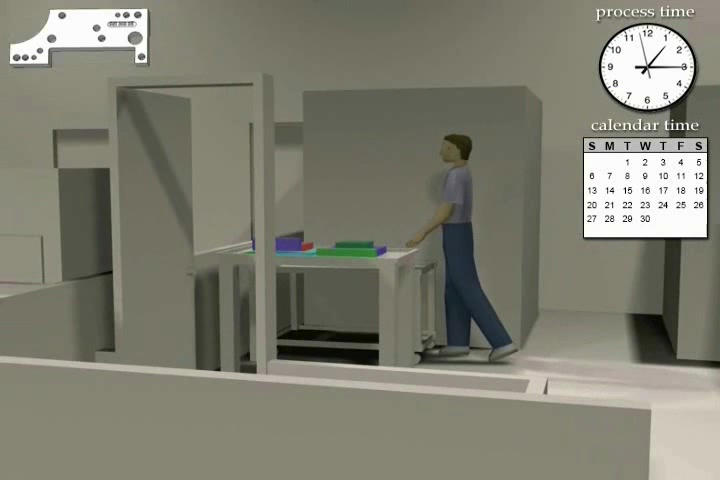 process time
12
11 1
10 2
9 3
8 4
7 5
6
calendar time
S M T W T F S
1 2 3 4 5
6 7 8 9 10 11 12
13 14 15 16 17 18 19
20 21 22 23 24 25 26
27 28 29 30